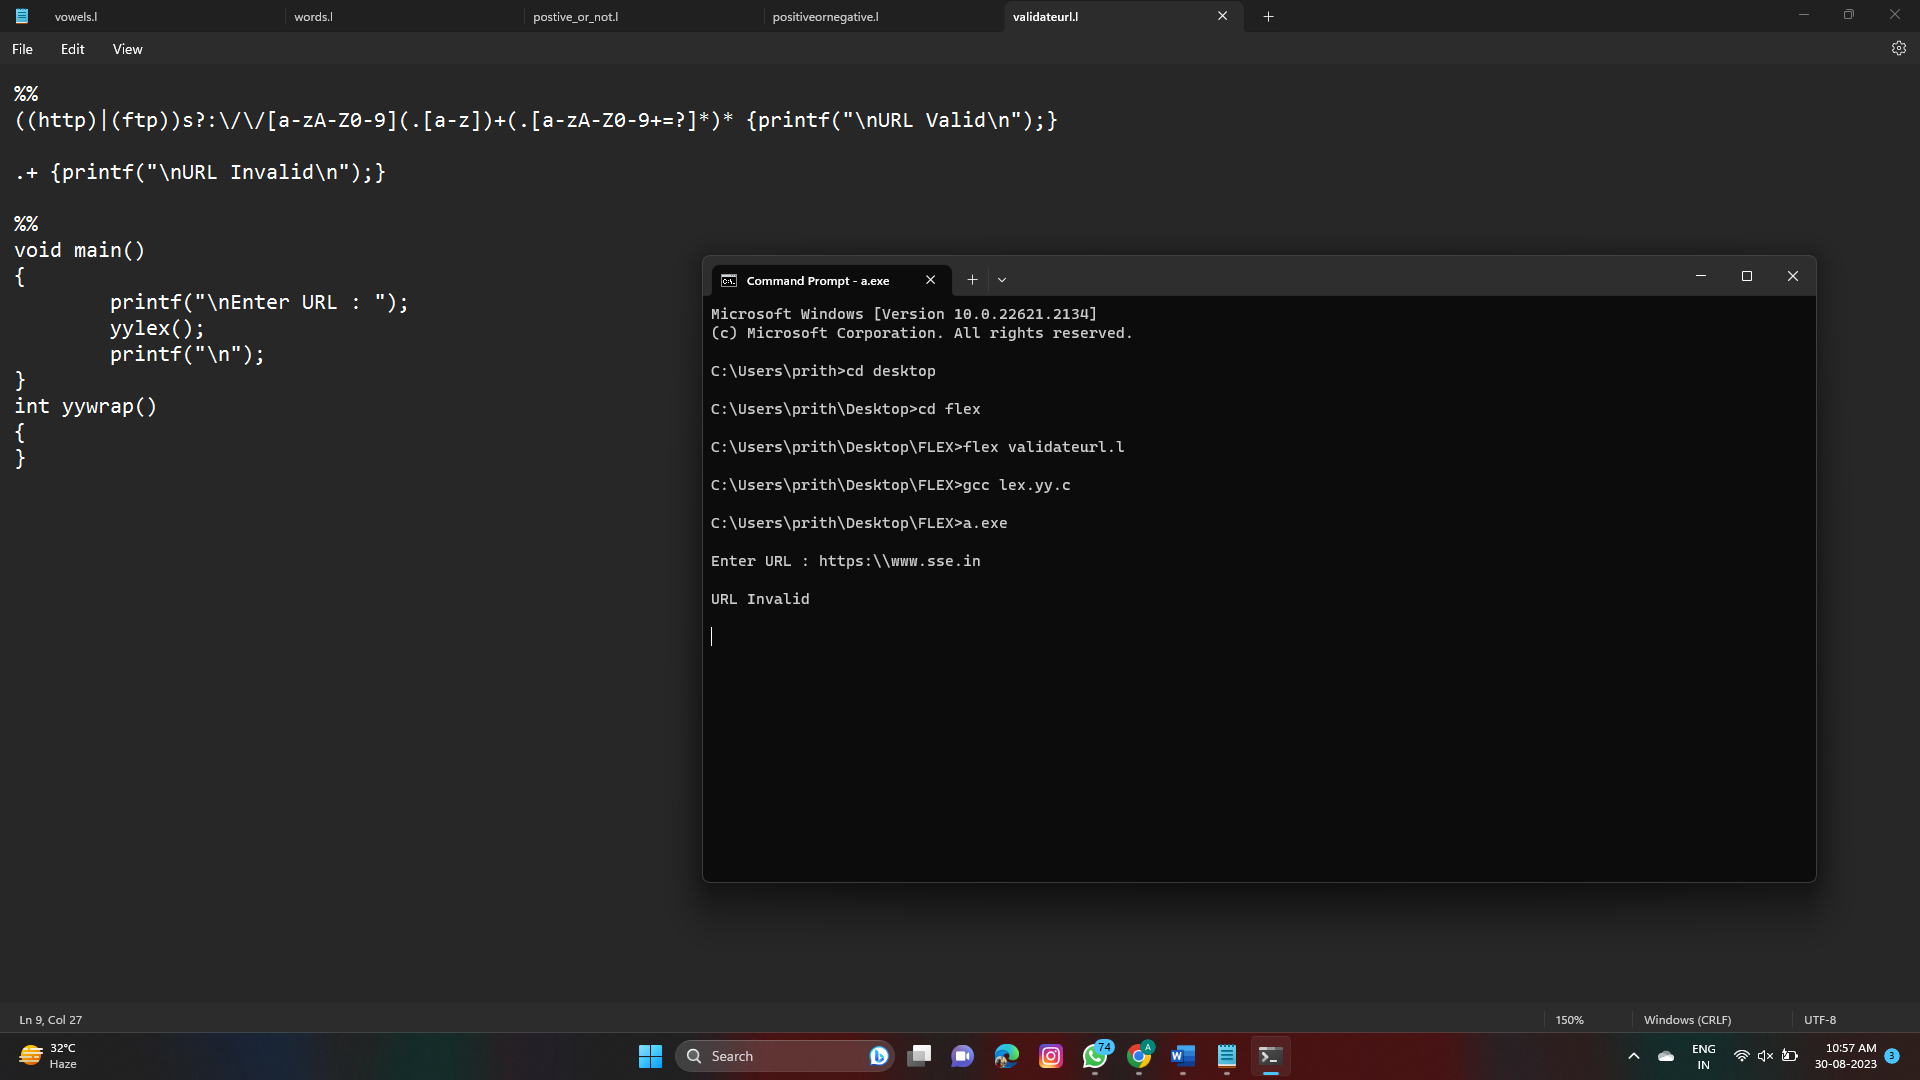 vowels.l
words.l
postive_or_not.l
positiveornegative.l
validateurl.l
File
Edit
View
%%
((http)|(ftp))s?:\/\/[a-zA-Z0-9](.[a-z])+(.[a-zA-Z0-9+=?]*)* {printf("\nURL Valid\n");}
.+ {printf("\nURL Invalid\n");}
%%
void main()
{
printf("\nEnter URL : ");
yylex();
printf("\n");
}
int yywrap()
{
}
Command Prompt - a.exe
Microsoft Windows [Version 10.0.22621.2134]
(c) Microsoft Corporation. All rights reserved.
C:\Users\prith>cd desktop
C:\Users\prith\Desktop>cd flex
C:\Users\prith\Desktop\FLEX>flex validateurl.l
C:\Users\prith\Desktop\FLEX>gcc lex.yy.c
C:\Users\prith\Desktop\FLEX>a.exe
Enter URL : https:\\www.sse.in
URL Invalid
Ln 9, Col 27
150%
Windows (CRLF)
UTF-8
32°C
Haze
Search
74
A
ENG
IN
10:57 AM
30-08-2023
3